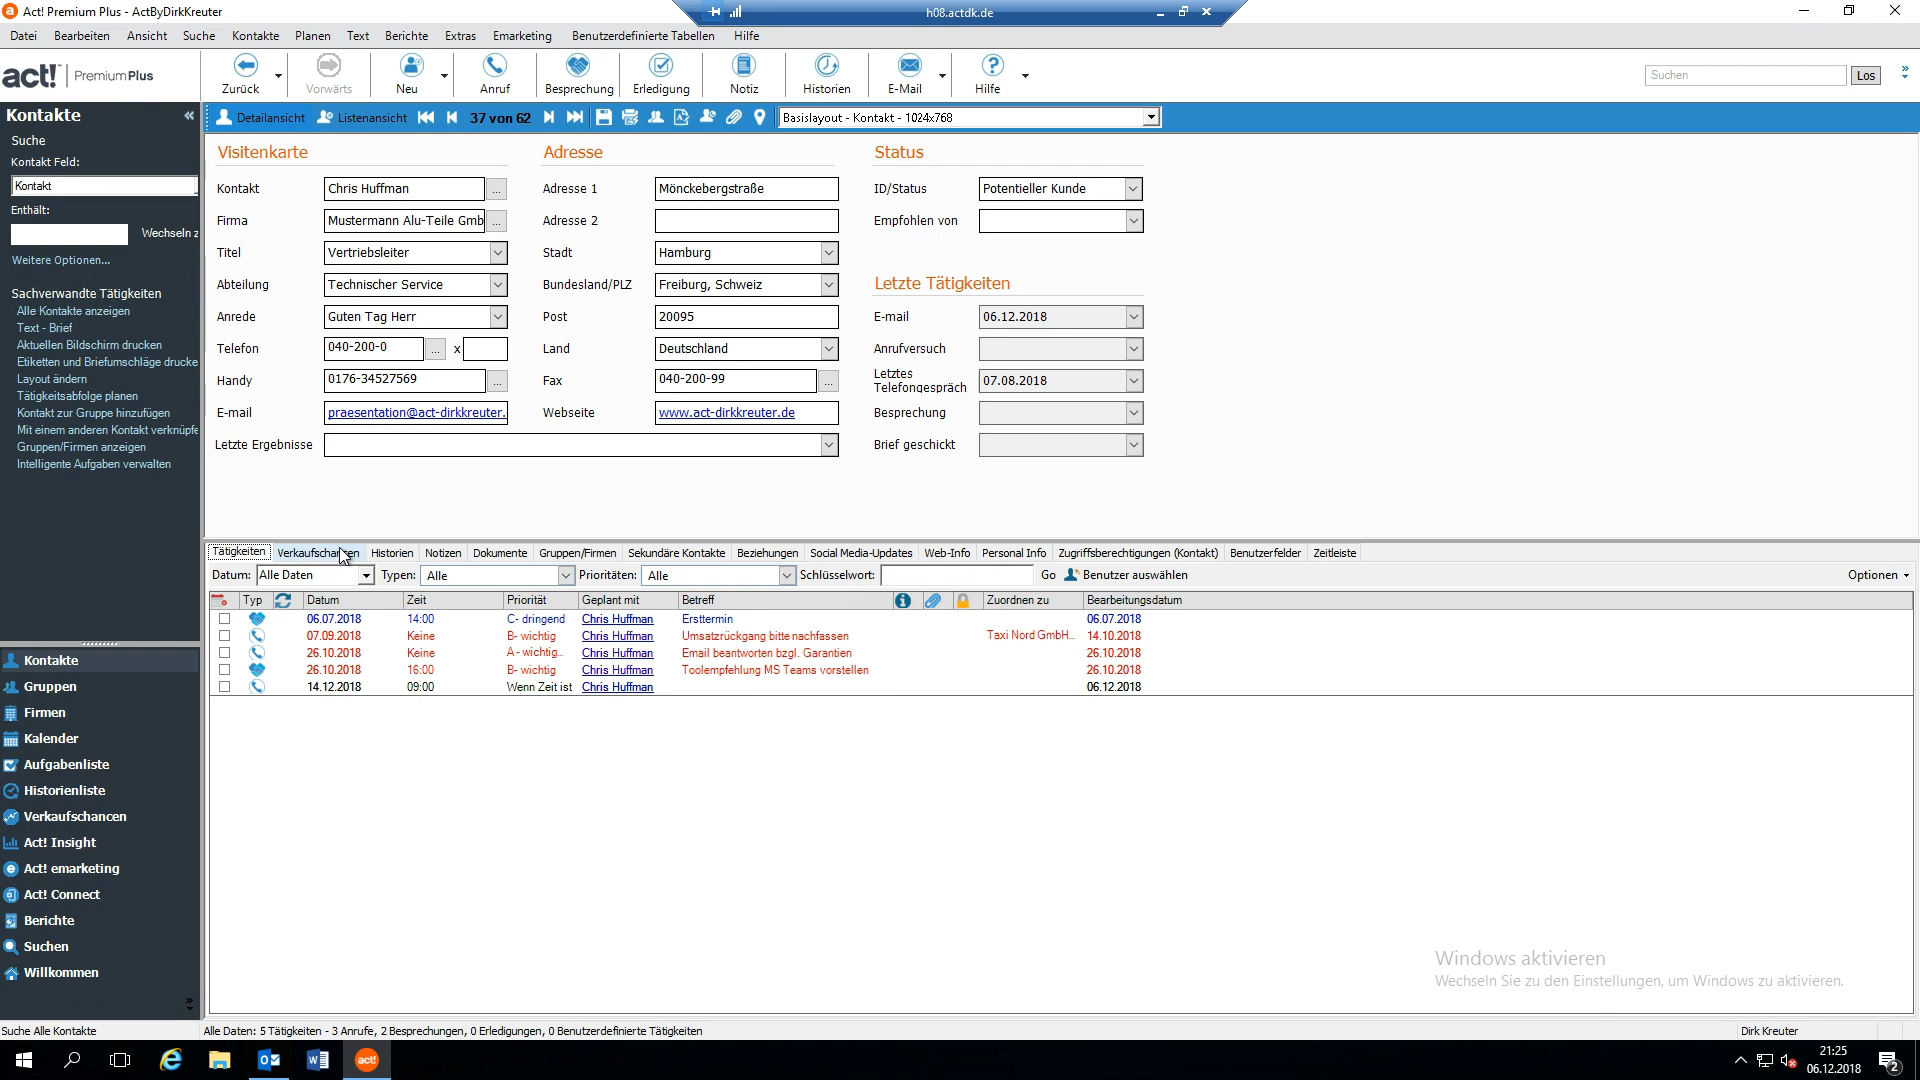 Act! Premium Plus - ActByDirkKreuter
h08.actdk.de
Datei Bearbeiten Ansicht Suche Kontakte Planen Text Berichte Extras Emarketing Benutzerdefinierte Tabellen Hilfe
act! Premium Plus
Zurück Vorwärts Neu Anruf Besprechung Erledigung Notiz Historien E-Mail Hilfe
Suchen Los
Kontakte
Suche
Kontakt Feld:
Kontakt
Enthält:
Wechseln z
Weitere Optionen...
Sachverwandte Tätigkeiten
Alle Kontakte anzeigen
Text - Brief
Aktuellen Bildschirm drucken
Etiketten und Briefumschläge drucke
Layout ändern
Tätigkeitsabfolge planen
Kontakt zur Gruppe hinzufügen
Mit einem anderen Kontakt verknüpfe
Gruppen/Firmen anzeigen
Intelligente Aufgaben verwalten
Kontakte
Gruppen
Firmen
Kalender
Aufgabenliste
Historienliste
Verkaufschancen
Act! Insight
Act! emarketing
Act! Connect
Berichte
Suchen
Willkommen
Detailansicht Listenansicht 37 von 62 Basislayout - Kontakt - 1024x768
Visitenkarte Adresse Status
Kontakt Chris Huffman ... Adresse 1 Mönckebergstraße ID/Status Potentieller Kunde
Firma Mustermann Alu-Teile Gmb ... Adresse 2 Empfohlen von
Titel Vertriebsleiter Stadt Hamburg
Abteilung Technischer Service Bundesland/PLZ Freiburg, Schweiz Letzte Tätigkeiten
Anrede Guten Tag Herr Post 20095 E-mail 06.12.2018
Telefon 040-200-0 ... x Land Deutschland Anrufversuch
Handy 0176-34527569 ... Fax 040-200-99 ... Letztes Telefongespräch 07.08.2018
E-mail praesentation@act-dirkkreuter. Webseite www.act-dirkkreuter.de Besprechung
Letzte Ergebnisse Brief geschickt
Tätigkeiten Verkaufschancen Historien Notizen Dokumente Gruppen/Firmen Sekundäre Kontakte Beziehungen Social Media-Updates Web-Info Personal Info Zugriffsberechtigungen (Kontakt) Benutzerfelder Zeitleiste
Datum: Alle Daten Typen: Alle Prioritäten: Alle Schlüsselwort: Go Benutzer auswählen Optionen
Typ Datum Zeit Priorität Geplant mit Betreff Zuordnen zu Bearbeitungsdatum
06.07.2018 14:00 C- dringend Chris Huffman Ersttermin 06.07.2018
07.09.2018 Keine B- wichtig Chris Huffman Umsatzrückgang bitte nachfassen Taxi Nord GmbH... 14.10.2018
26.10.2018 Keine A - wichtig... Chris Huffman Email beantworten bzgl. Garantien 26.10.2018
26.10.2018 16:00 B- wichtig Chris Huffman Toolempfehlung MS Teams vorstellen 26.10.2018
14.12.2018 09:00 Wenn Zeit ist Chris Huffman 06.12.2018
Windows aktivieren
Wechseln Sie zu den Einstellungen, um Windows zu aktivieren.
Suche Alle Kontakte Alle Daten: 5 Tätigkeiten - 3 Anrufe, 2 Besprechungen, 0 Erledigungen, 0 Benutzerdefinierte Tätigkeiten Dirk Kreuter
act!
21:25
06.12.2018
2